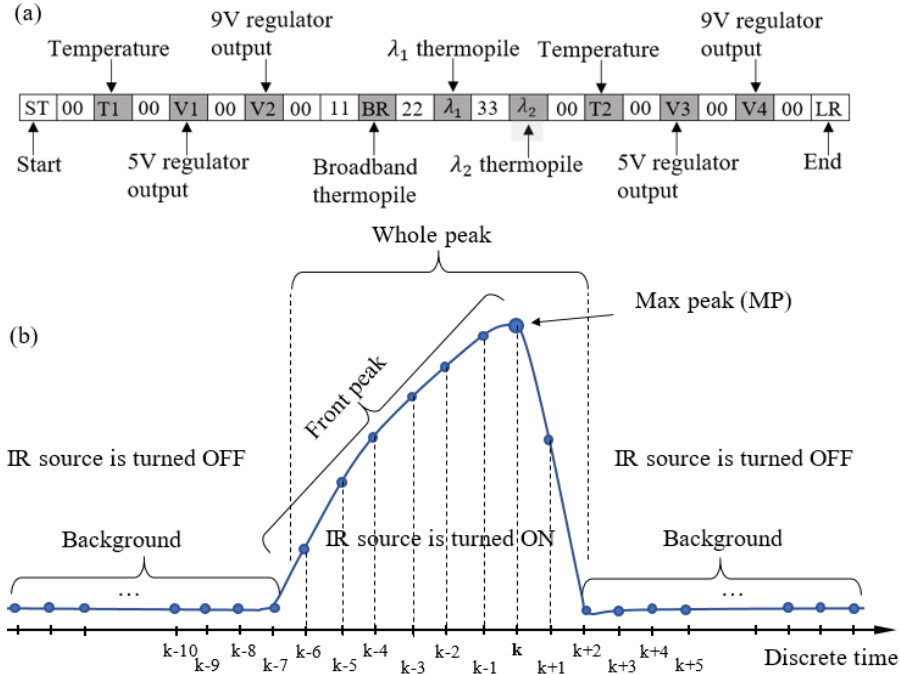 (a)
9V regulator
output
9V regulator
output
Temperature
λ₁ thermopile
Temperature
ST 00 T1 00 V1 00 V2 00 11 BR 22 λ₁ 33 λ₂ 00 T2 00 V3 00 V4 00 LR
Start
5V regulator
output
Broadband
thermopile
λ₂ thermopile
5V regulator
output
End
Whole peak
Max peak (MP)
(b)
Front peak
IR source is turned OFF
IR source is turned OFF
IR source is turned ON
Background
Background
...
...
k-10
k-9
k-8
k-7
k-6
k-5
k-4
k-3
k-2
k-1
k
k+1
k+2
k+3
k+4
k+5
Discrete time